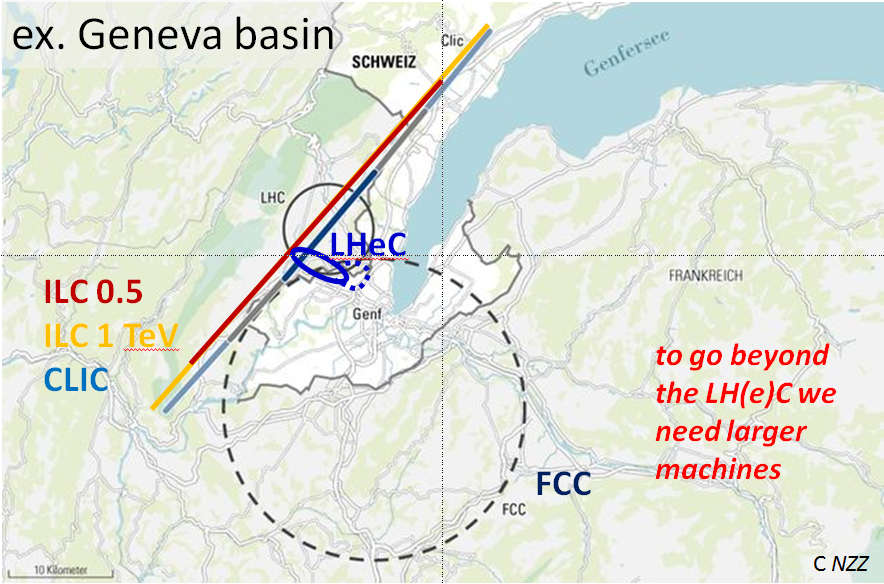 ex. Geneva basin
Clic
SCHWEIZ
Genfersee
LHC
LHeC
FRANKREICH
ILC 0.5
ILC 1 TeV
CLIC
Genf
to go beyond
the LH(e)C we
need larger
machines
FCC
FCC
10 Kilometer
C NZZ